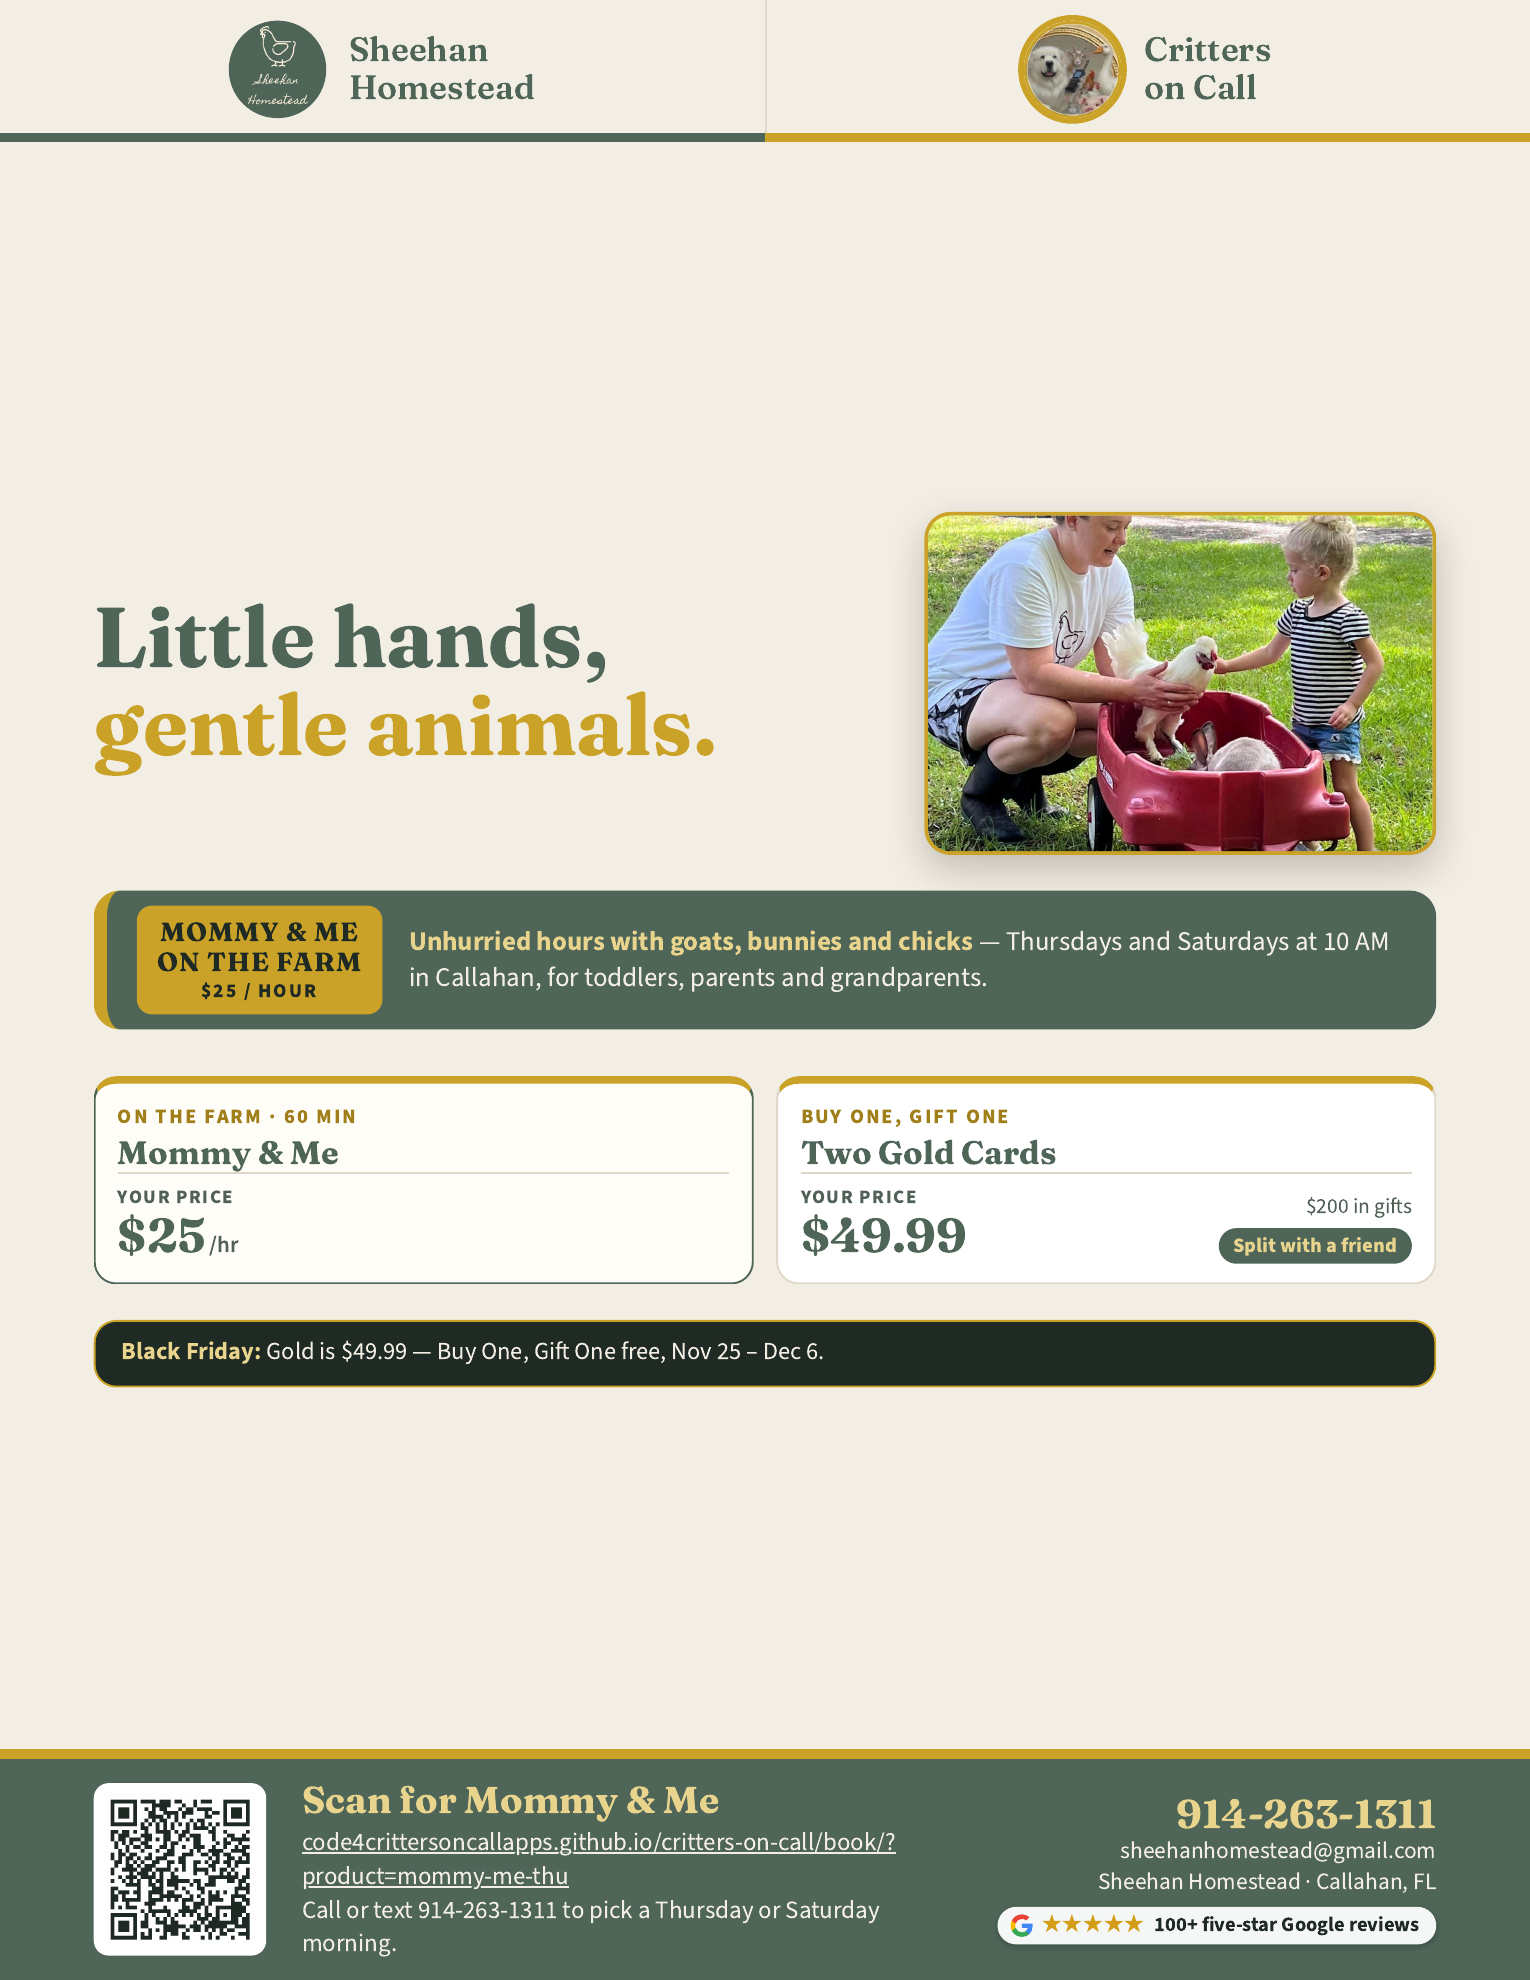 Sheehan
Homestead
Sheehan
Homestead
Critters
on Call
Little hands,
gentle animals.
MOMMY & ME
ON THE FARM
$25 / HOUR
Unhurried hours with goats, bunnies and chicks — Thursdays and Saturdays at 10 AM
in Callahan, for toddlers, parents and grandparents.
ON THE FARM · 60 MIN
Mommy & Me
YOUR PRICE
$25/hr
BUY ONE, GIFT ONE
Two Gold Cards
YOUR PRICE
$49.99
$200 in gifts
Split with a friend
Black Friday: Gold is $49.99 — Buy One, Gift One free, Nov 25 – Dec 6.
Scan for Mommy & Me
code4crittersoncallapps.github.io/critters-on-call/book/?
product=mommy-me-thu
Call or text 914-263-1311 to pick a Thursday or Saturday
morning.
914-263-1311
sheehanhomestead@gmail.com
Sheehan Homestead · Callahan, FL
G ★★★★★ 100+ five-star Google reviews